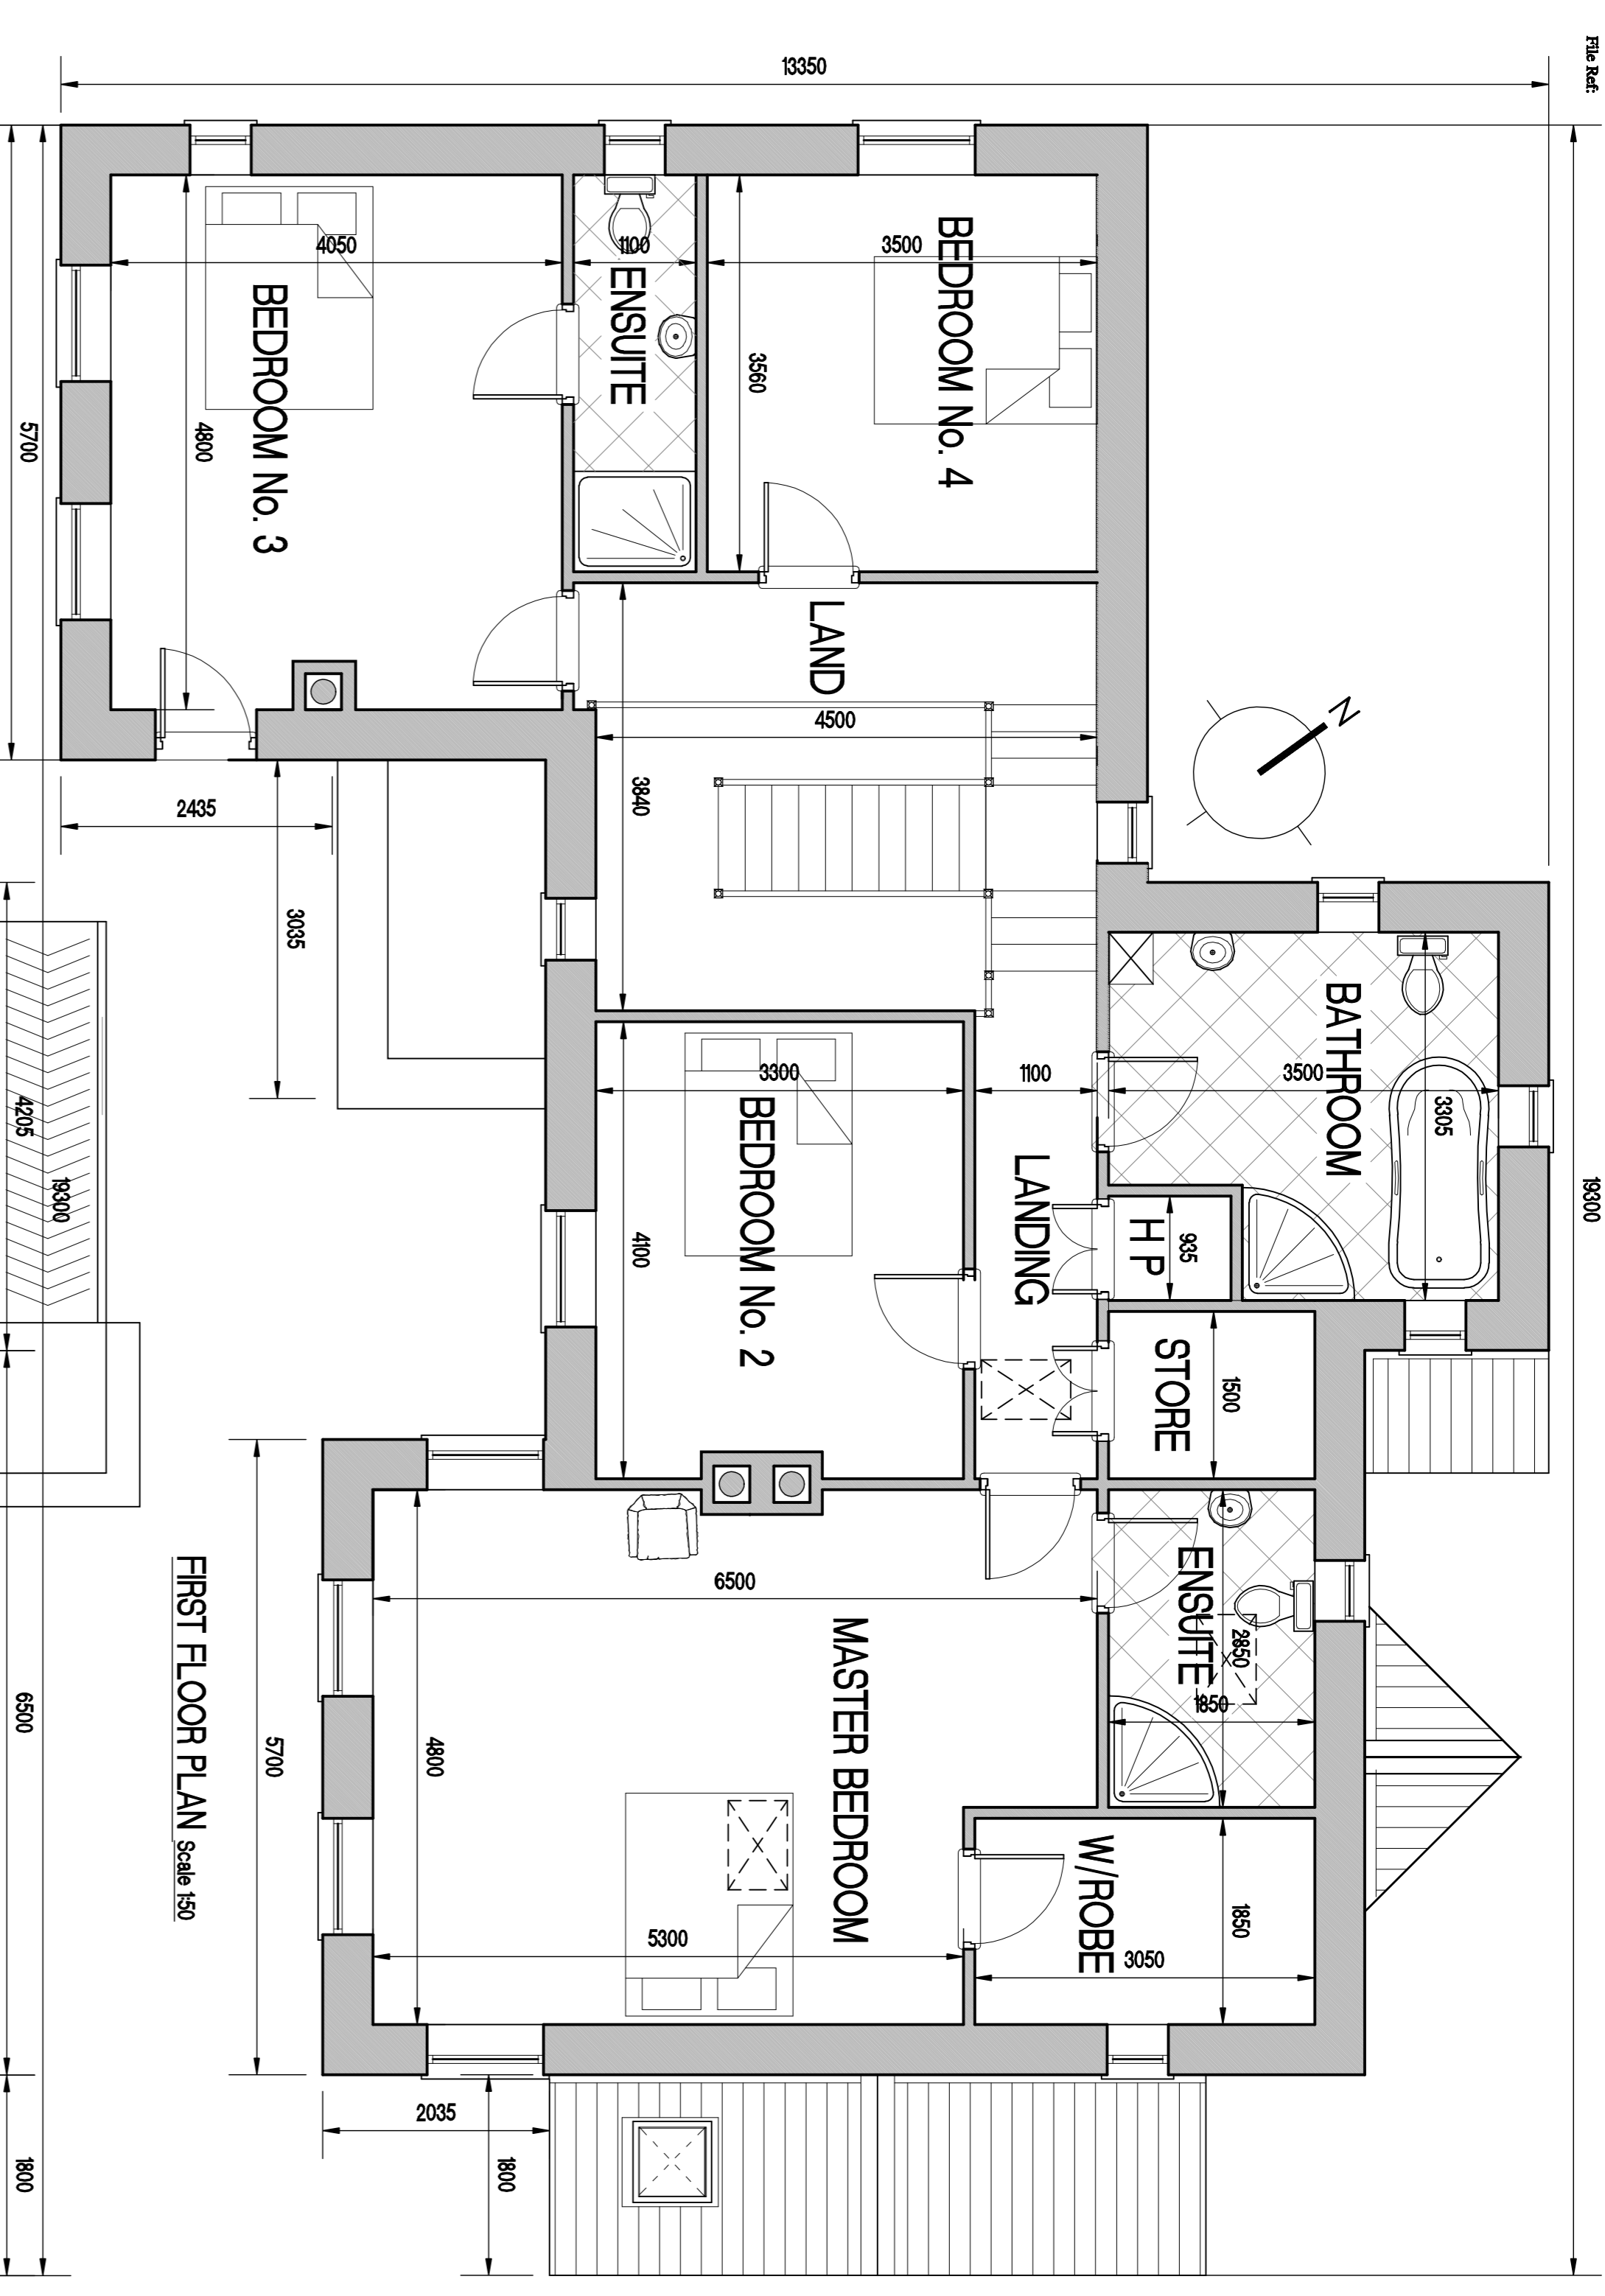 File Ref:
13350
19300
BEDROOM No. 4
3500
3560
ENSUITE
1100
BEDROOM No. 3
4050
4800
5700
LAND
4500
3840
N
2435
3035
BATHROOM
3500
3305
H P
935
STORE
1500
LANDING
1100
BEDROOM No. 2
3300
4100
4205
19300
ENSUITE
2850
1850
MASTER BEDROOM
6500
4800
5300
W/ROBE
1850
3050
5700
6500
2035
1800
1800
FIRST FLOOR PLAN Scale 1:50